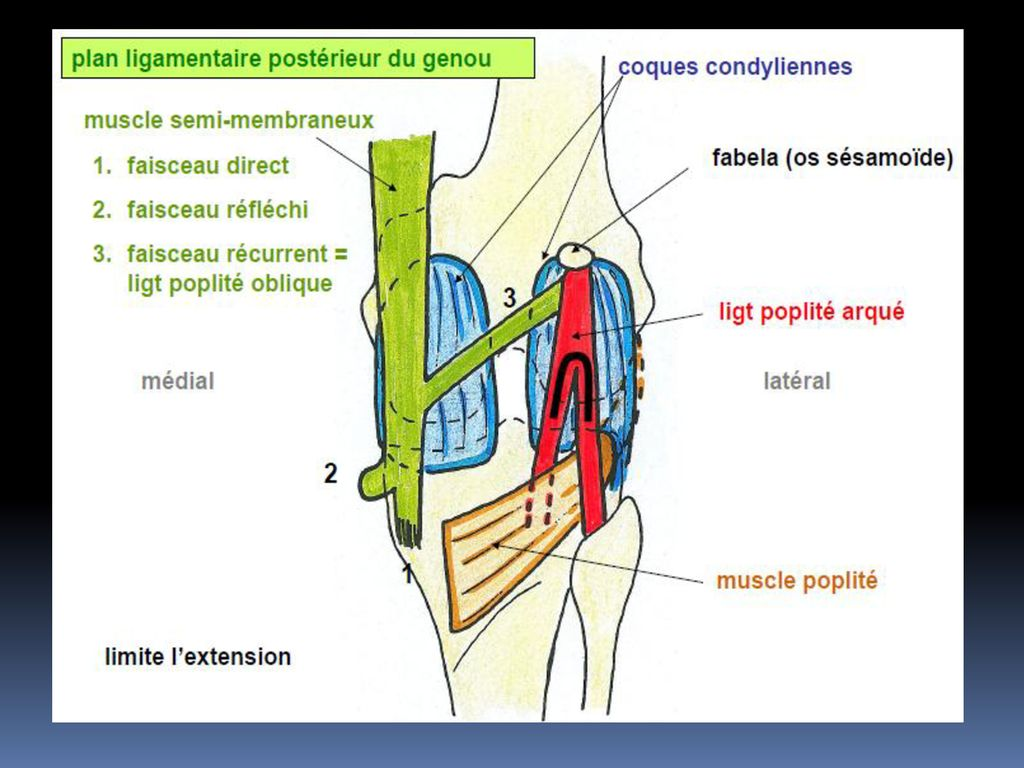 plan ligamentaire postérieur du genou
coques condyliennes
muscle semi-membraneux
1. faisceau direct
2. faisceau réfléchi
3. faisceau récurrent =
ligt poplité oblique
fabela (os sésamoïde)
3
ligt poplité arqué
médial
latéral
2
1
muscle poplité
limite l'extension